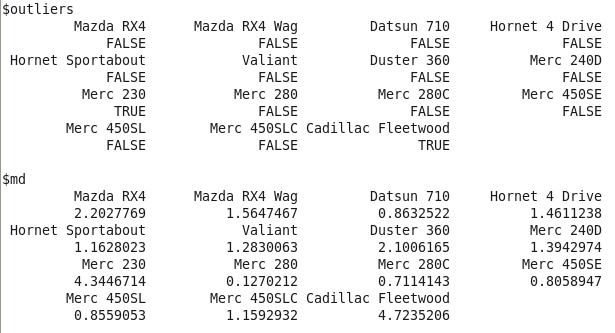 $outliers
Mazda RX4 Mazda RX4 Wag Datsun 710 Hornet 4 Drive
FALSE FALSE FALSE FALSE
Hornet Sportabout Valiant Duster 360 Merc 240D
FALSE FALSE FALSE FALSE
Merc 230 Merc 280 Merc 280C Merc 450SE
TRUE FALSE FALSE FALSE
Merc 450SL Merc 450SLC Cadillac Fleetwood
FALSE FALSE TRUE
$md
Mazda RX4 Mazda RX4 Wag Datsun 710 Hornet 4 Drive
2.2027769 1.5647467 0.8632522 1.4611238
Hornet Sportabout Valiant Duster 360 Merc 240D
1.1628023 1.2830063 2.1006165 1.3942974
Merc 230 Merc 280 Merc 280C Merc 450SE
4.3446714 0.1270212 0.7114143 0.8058947
Merc 450SL Merc 450SLC Cadillac Fleetwood
0.8559053 1.1592932 4.7235206